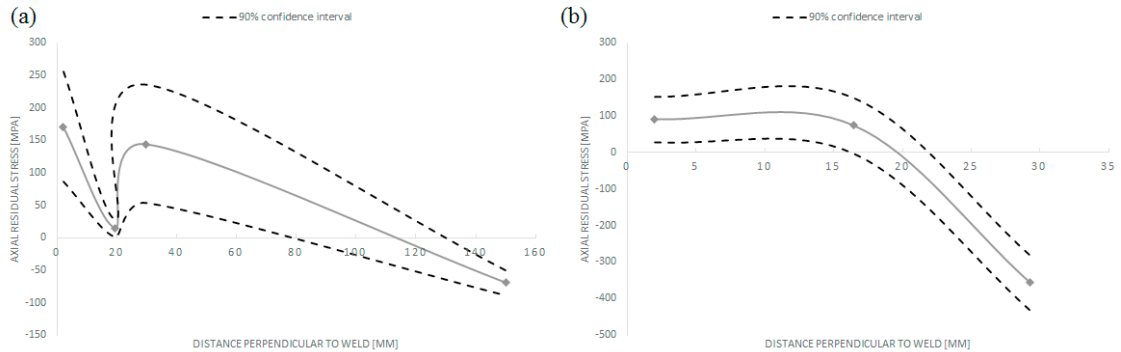 (a)
90% confidence interval
300
250
200
150
100
50
0
-50
-100
-150
0 20 40 60 80 100 120 140 160
AXIAL RESIDUAL STRESS [MPA]
DISTANCE PERPENDICULAR TO WELD [MM]
(b)
90% confidence interval
300
200
100
0
-100
-200
-300
-400
-500
0 5 10 15 20 25 30 35
AXIAL RESIDUAL STRESS [MPA]
DISTANCE PERPENDICULAR TO WELD [MM]